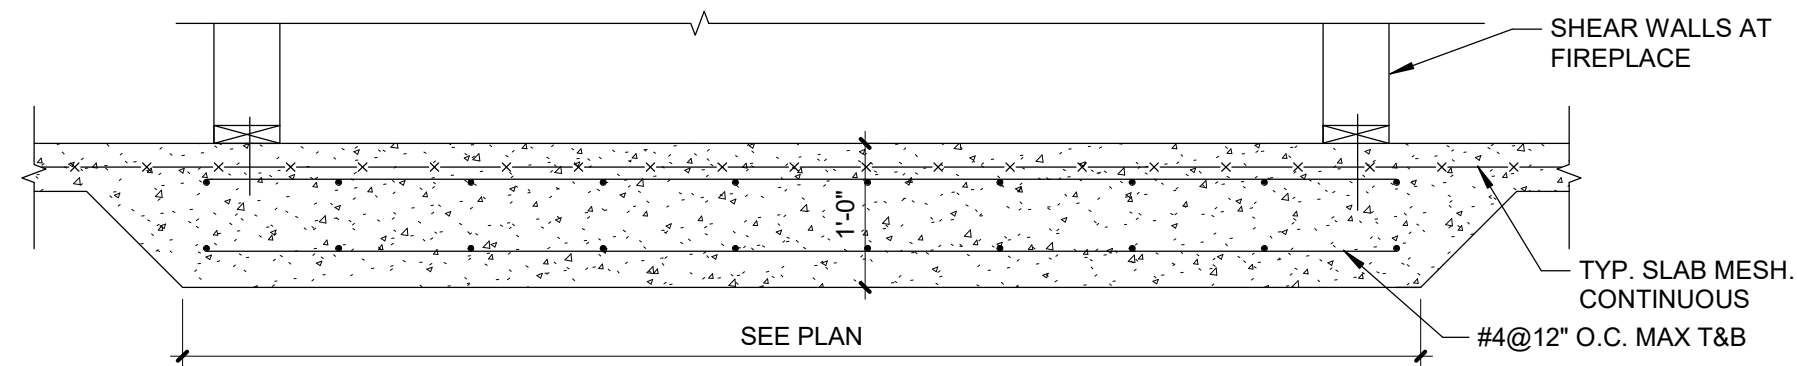 SHEAR WALLS AT
FIREPLACE
1'-0"
TYP. SLAB MESH.
CONTINUOUS
SEE PLAN
#4@12" O.C. MAX T&B